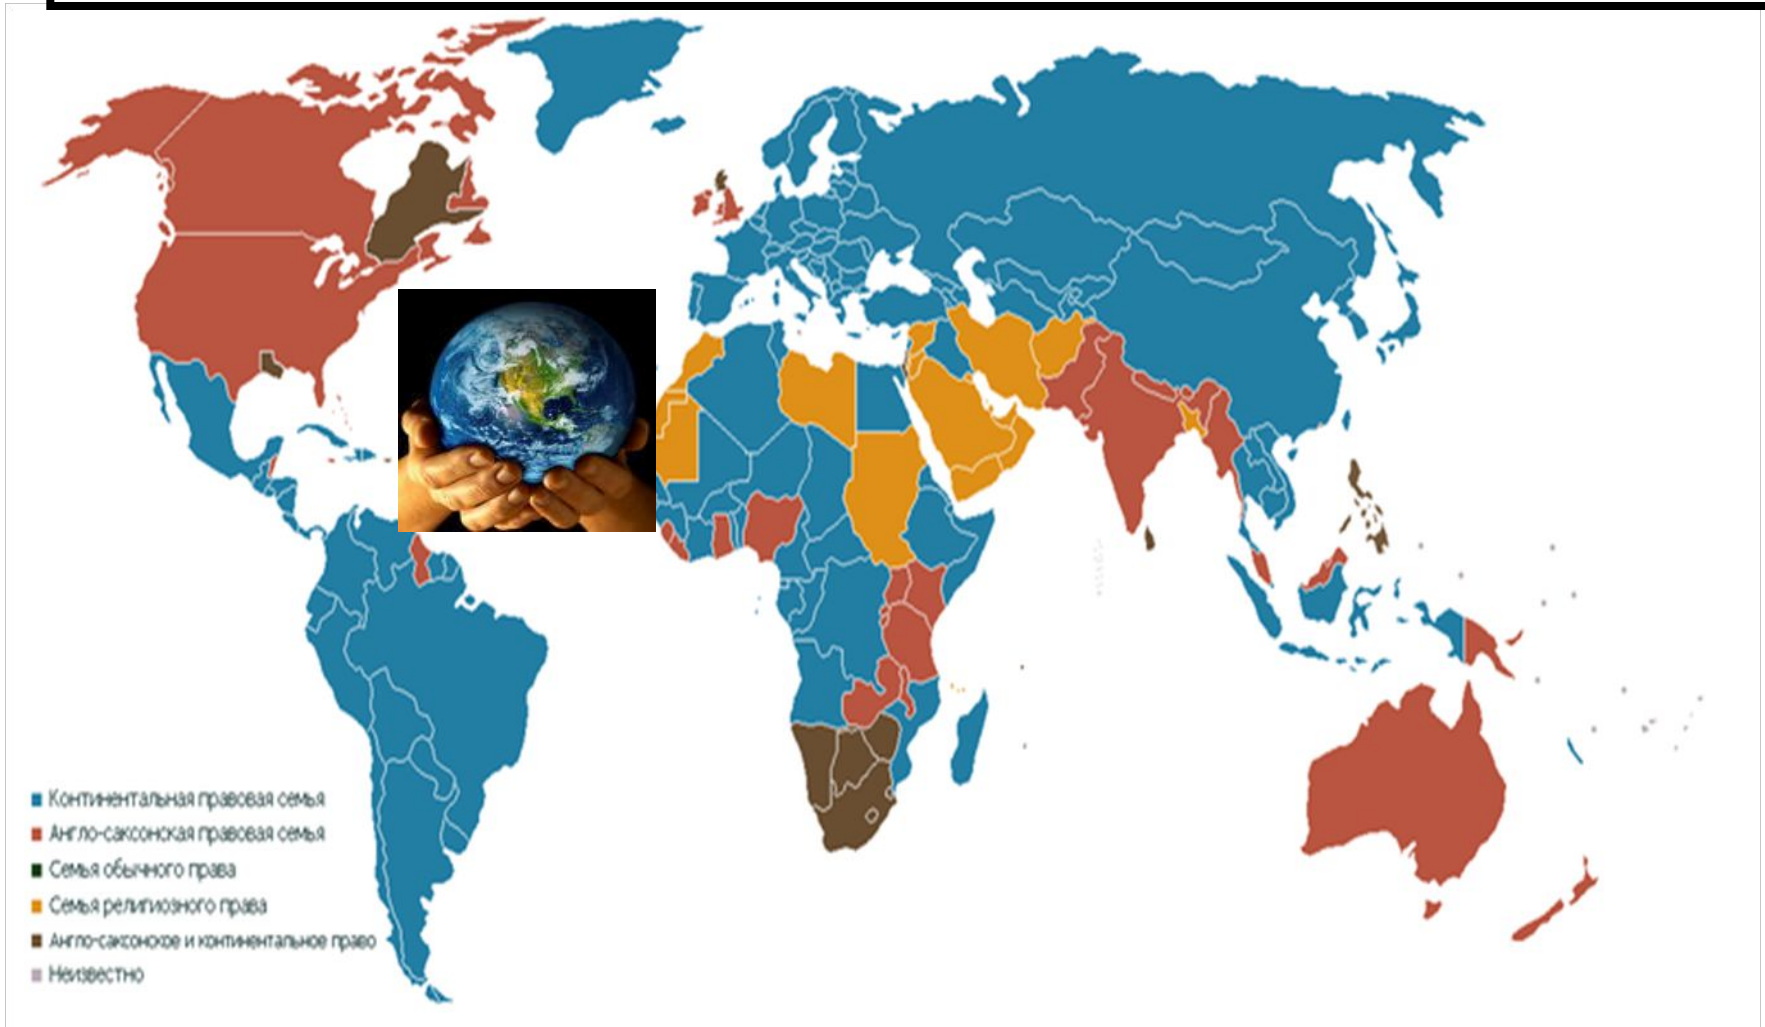 Континентальная правовая семья
Англо-саксонская правовая семья
Семья обычного права
Семья религиозного права
Англо-саксонское и континентальное право
Неизвестно